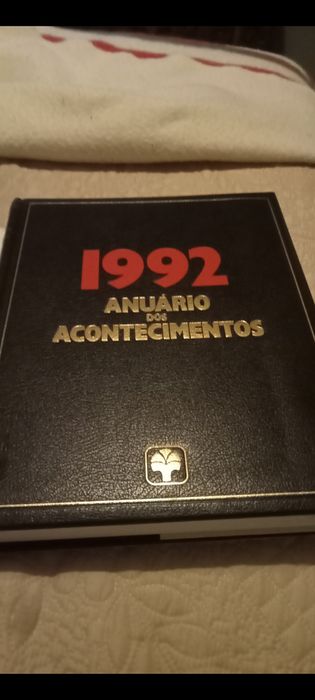 1992
ANUÁRIO
DOS
ACONTECIMENTOS